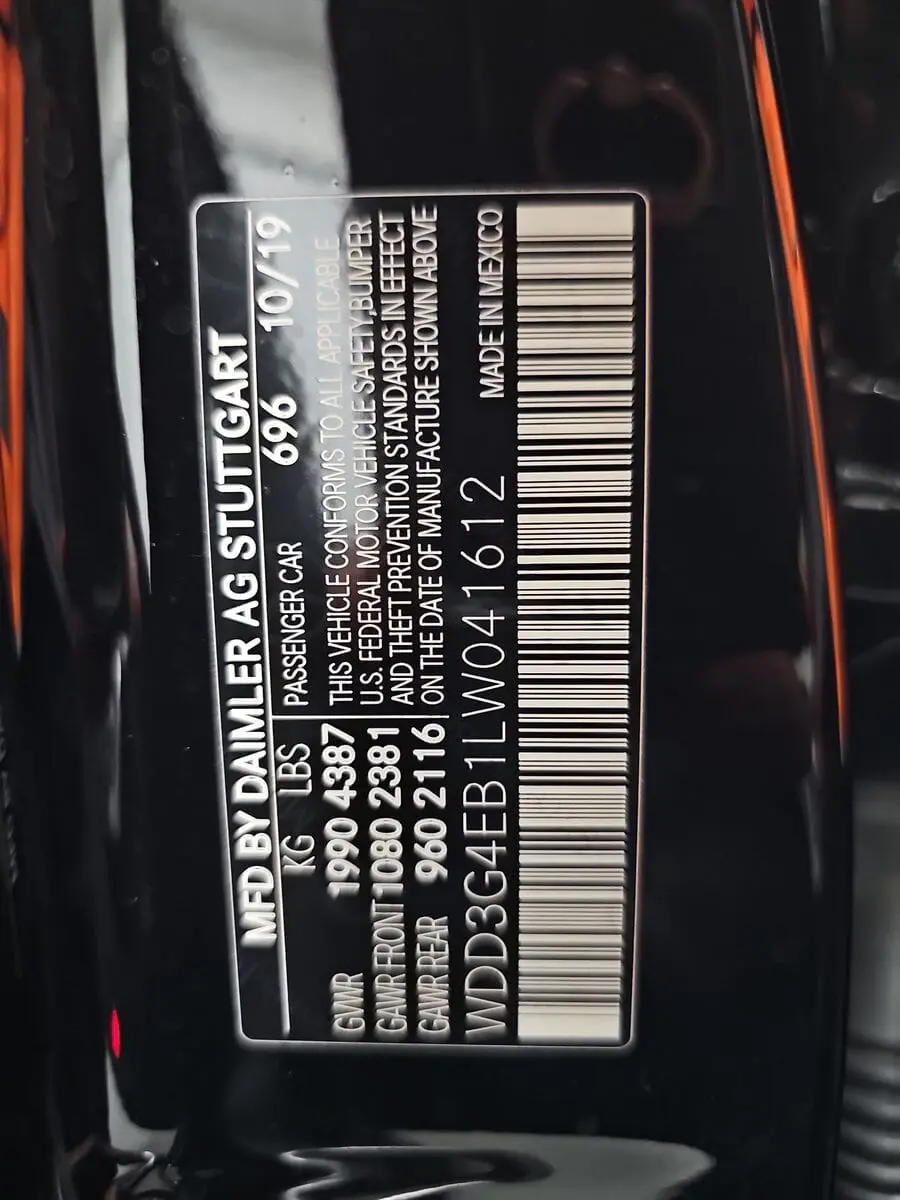 MFD BY DAIMLER AG STUTTGART
KG LBS PASSENGER CAR 696 10/19
GVWR 1990 4387 THIS VEHICLE CONFORMS TO ALL APPLICABLE
GAWR FRONT 1080 2381 U.S. FEDERAL MOTOR VEHICLE SAFETY,BUMPER
GAWR REAR 960 2116 AND THEFT PREVENTION STANDARDS IN EFFECT
ON THE DATE OF MANUFACTURE SHOWN ABOVE
WDD3G4EB1LW041612 MADE IN MEXICO